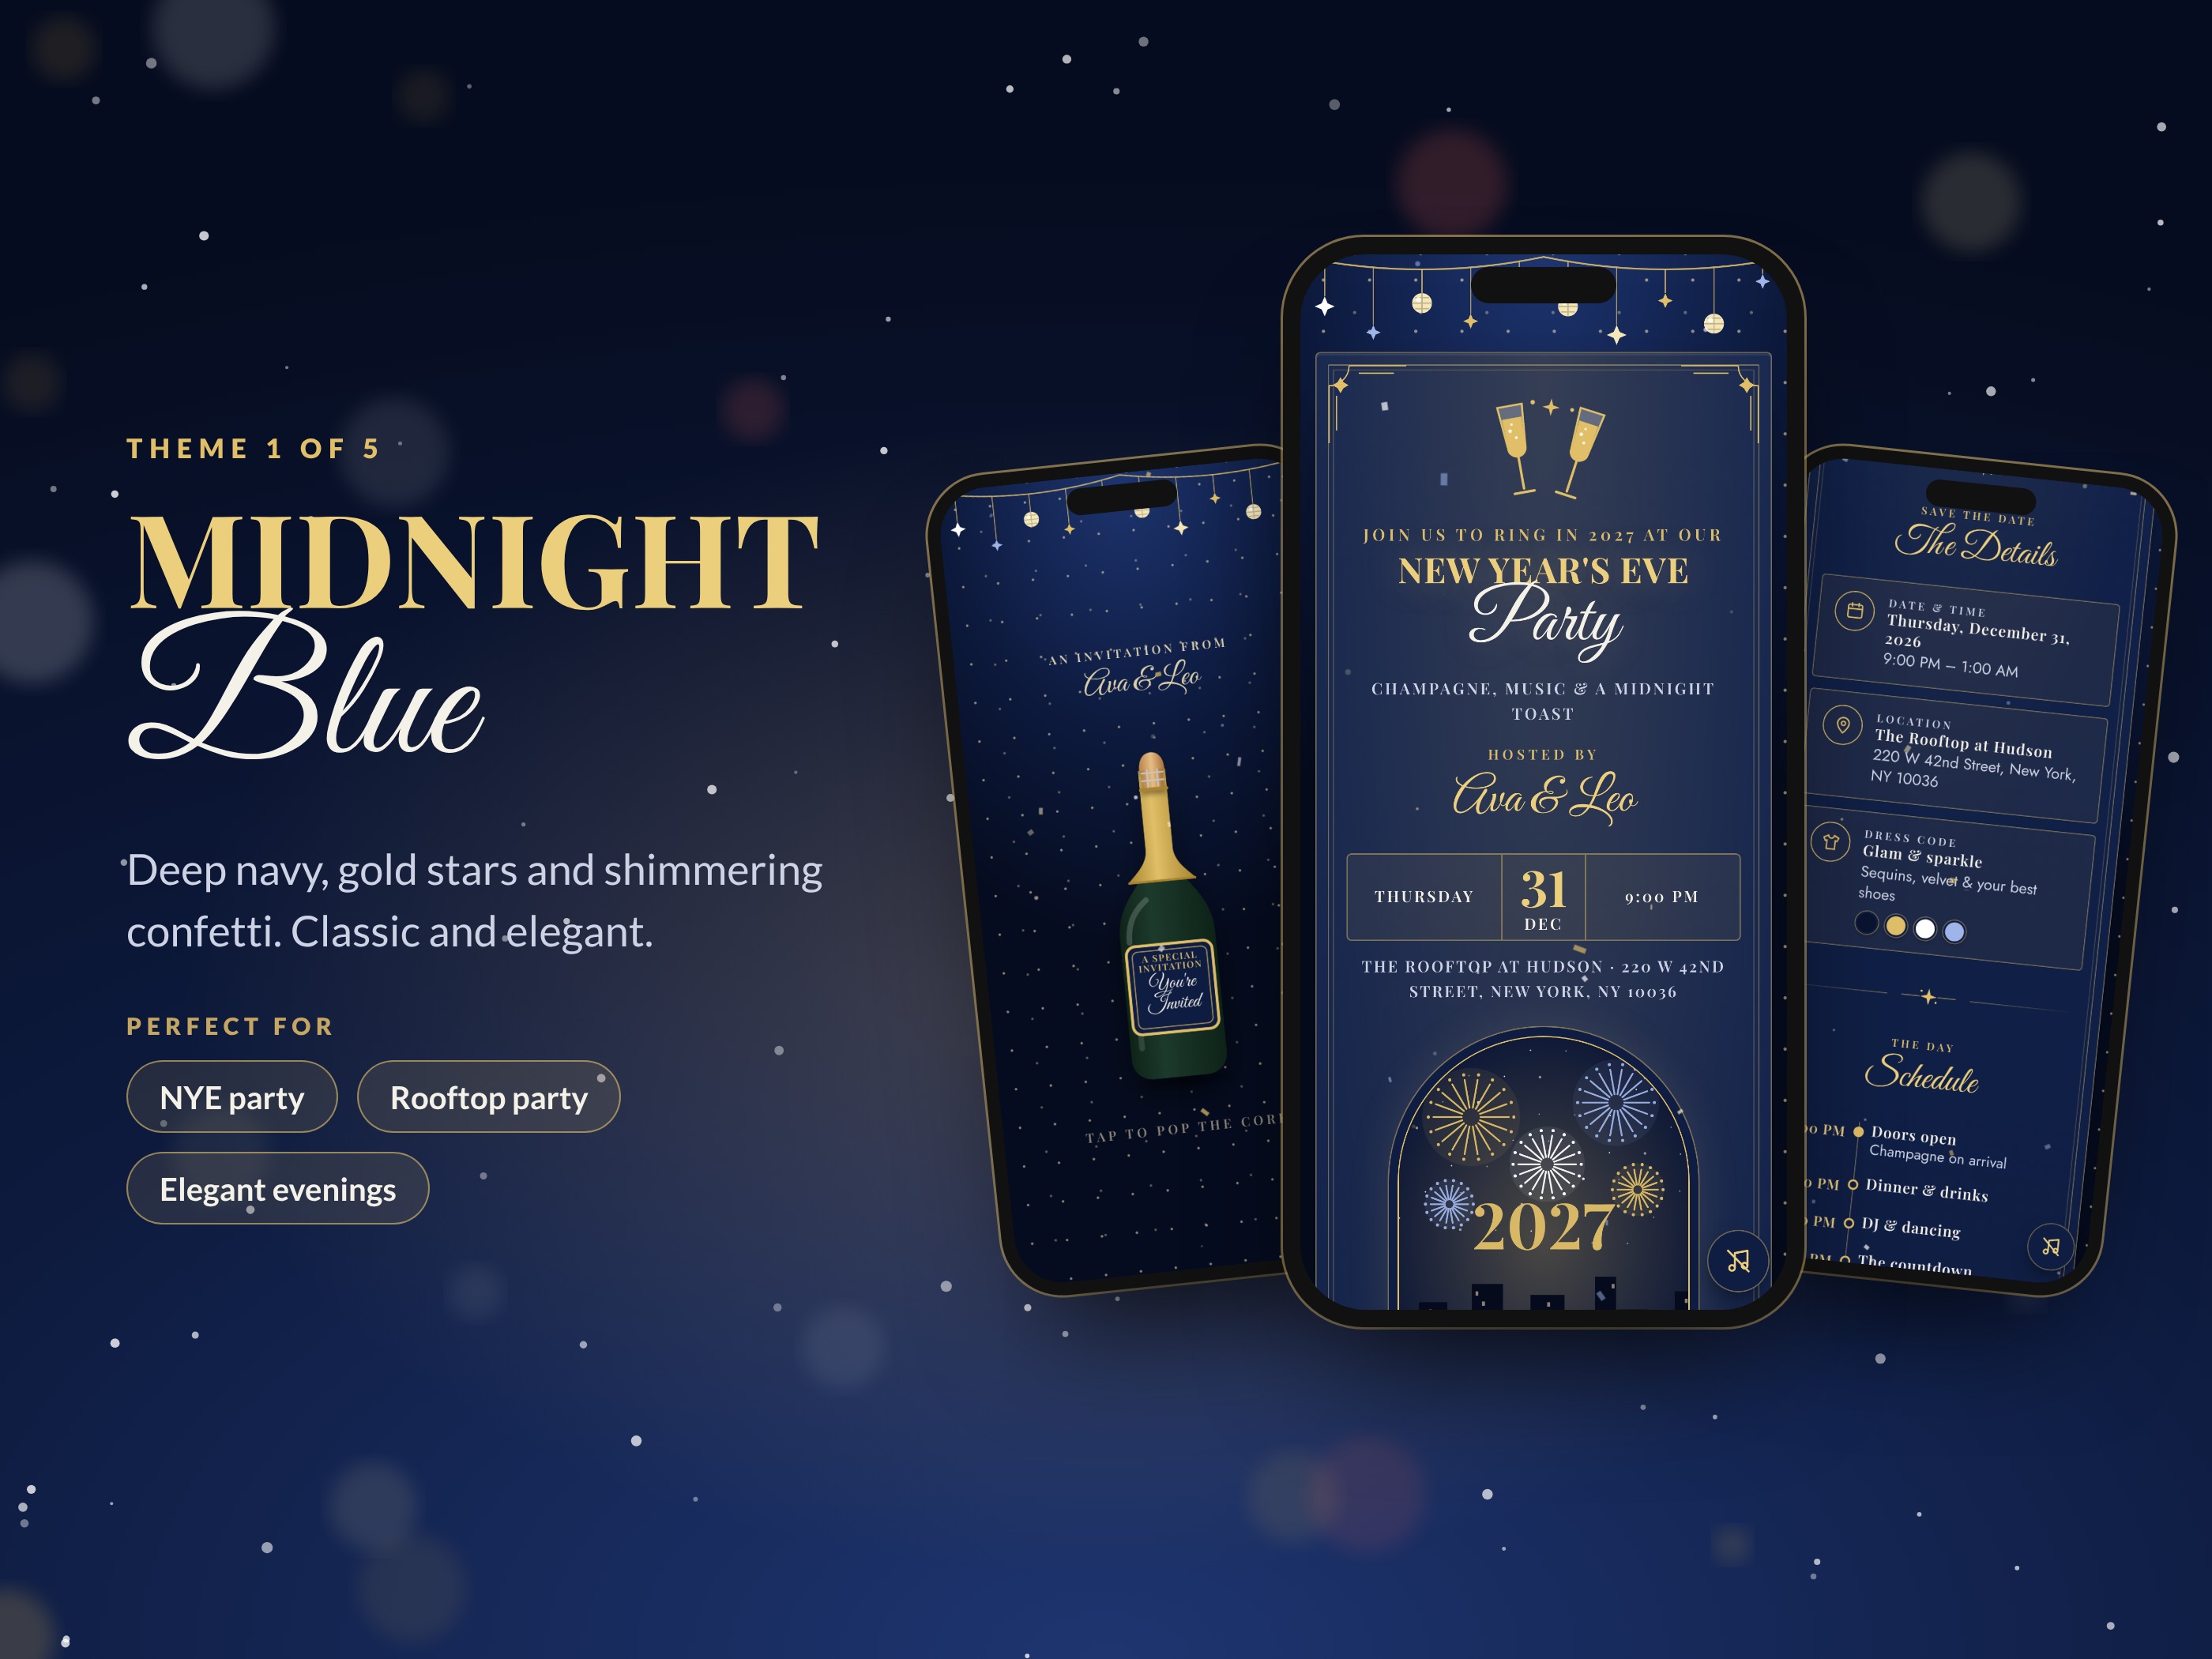 THEME 1 OF 5
MIDNIGHT
Blue
Deep navy, gold stars and shimmering
confetti. Classic and elegant.
PERFECT FOR
NYE party
Rooftop party
Elegant evenings
AN INVITATION FROM
Ava & Leo
A SPECIAL
INVITATION
You're
Invited
TAP TO POP THE
JOIN US TO RING IN 2027 AT OUR
NEW YEAR'S EVE
Party
CHAMPAGNE, MUSIC & A MIDNIGHT
TOAST
HOSTED BY
Ava & Leo
THURSDAY
31
DEC
9:00 PM
THE ROOFTOP AT HUDSON · 220 W 42ND
STREET, NEW YORK, NY 10036
2027
SAVE THE DATE
The Details
DATE & TIME
Thursday, December 31,
2026
9:00 PM – 1:00 AM
LOCATION
The Rooftop at Hudson
220 W 42nd Street, New York,
NY 10036
DRESS CODE
Glam & sparkle
Sequins, velvet & your best
shoes
THE DAY
Schedule
PM Doors open
Champagne on arrival
PM Dinner & drinks
PM DJ & dancing
PM The countdown